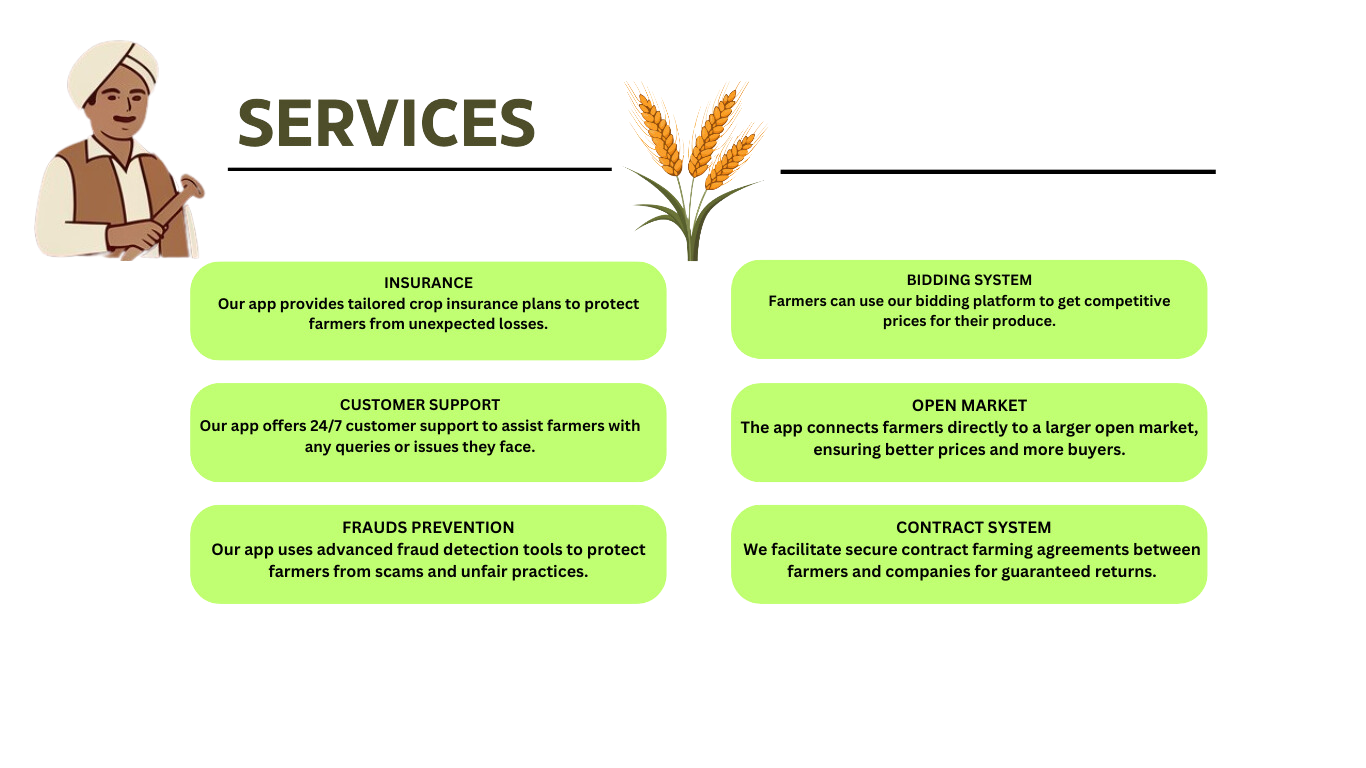 SERVICES
INSURANCE
Our app provides tailored crop insurance plans to protect
farmers from unexpected losses.
BIDDING SYSTEM
Farmers can use our bidding platform to get competitive
prices for their produce.
CUSTOMER SUPPORT
Our app offers 24/7 customer support to assist farmers with
any queries or issues they face.
OPEN MARKET
The app connects farmers directly to a larger open market,
ensuring better prices and more buyers.
FRAUDS PREVENTION
Our app uses advanced fraud detection tools to protect
farmers from scams and unfair practices.
CONTRACT SYSTEM
We facilitate secure contract farming agreements between
farmers and companies for guaranteed returns.